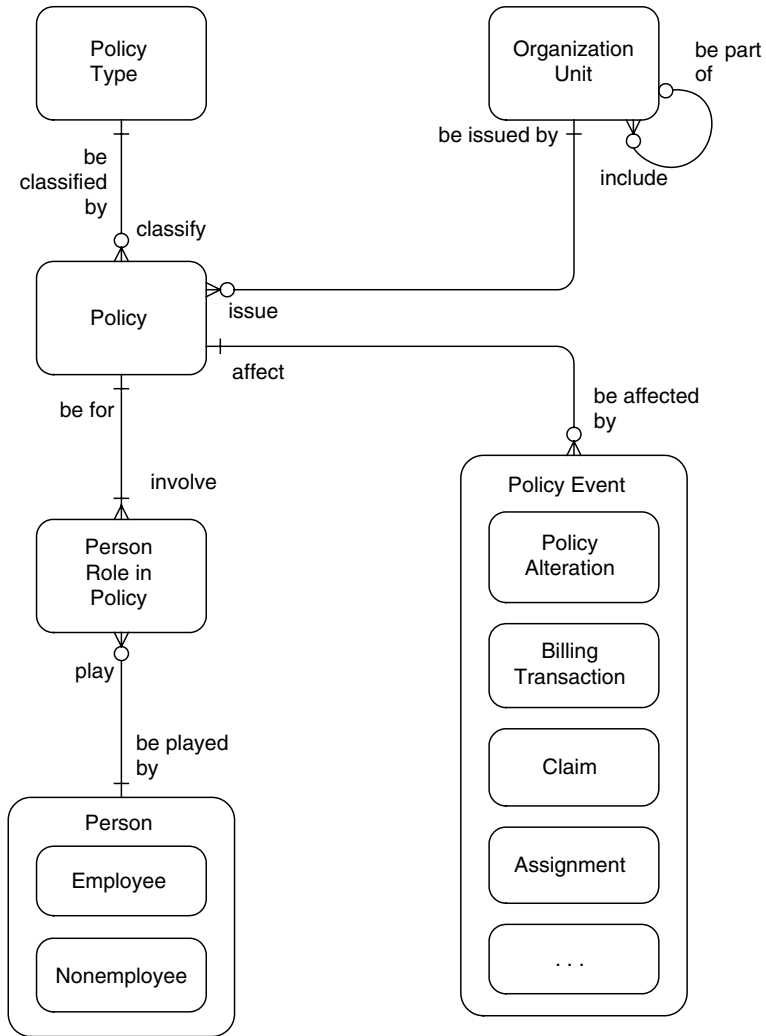 Policy
Type
Organization
Unit
be part
of
be issued by
include
be
classified
by
classify
Policy
issue
affect
be for
be affected
by
involve
Policy Event
Person
Role in
Policy
Policy
Alteration
play
Billing
Transaction
be played
by
Claim
Person
Employee
Assignment
Nonemployee
. . .